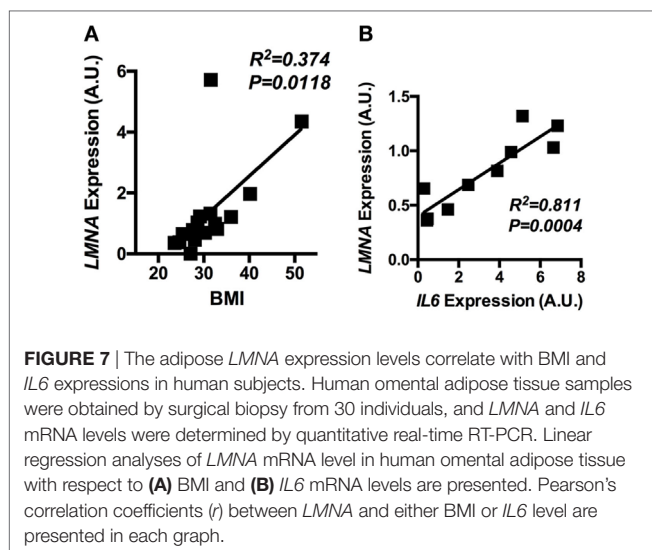 A
R²=0.374
P=0.0118
LMNA Expression (A.U.)
6
4
2
0
20 30 40 50
BMI
B
LMNA Expression (A.U.)
1.5
1.0
0.5
0.0
R²=0.811
P=0.0004
0 2 4 6 8
IL6 Expression (A.U.)
FIGURE 7 | The adipose LMNA expression levels correlate with BMI and
IL6 expressions in human subjects. Human omental adipose tissue samples
were obtained by surgical biopsy from 30 individuals, and LMNA and IL6
mRNA levels were determined by quantitative real-time RT-PCR. Linear
regression analyses of LMNA mRNA level in human omental adipose tissue
with respect to (A) BMI and (B) IL6 mRNA levels are presented. Pearson's
correlation coefficients (r) between LMNA and either BMI or IL6 level are
presented in each graph.